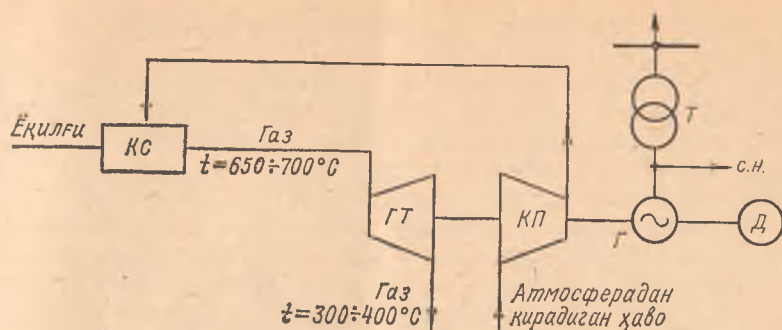 Ёқилғи
КС
Газ
t=650÷700°С
ГТ
КП
Г
Д
Т
с.н.
Газ
t=300÷400°С
Атмосферадан
кирадиган ҳаво